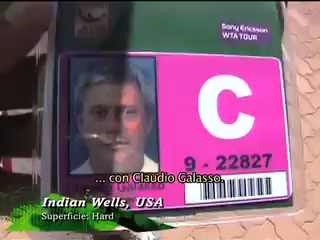 Sony Ericsson
WTA TOUR
C
9 - 22827
... con Claudio Galasso.
Indian Wells, USA
Superficie: Hard